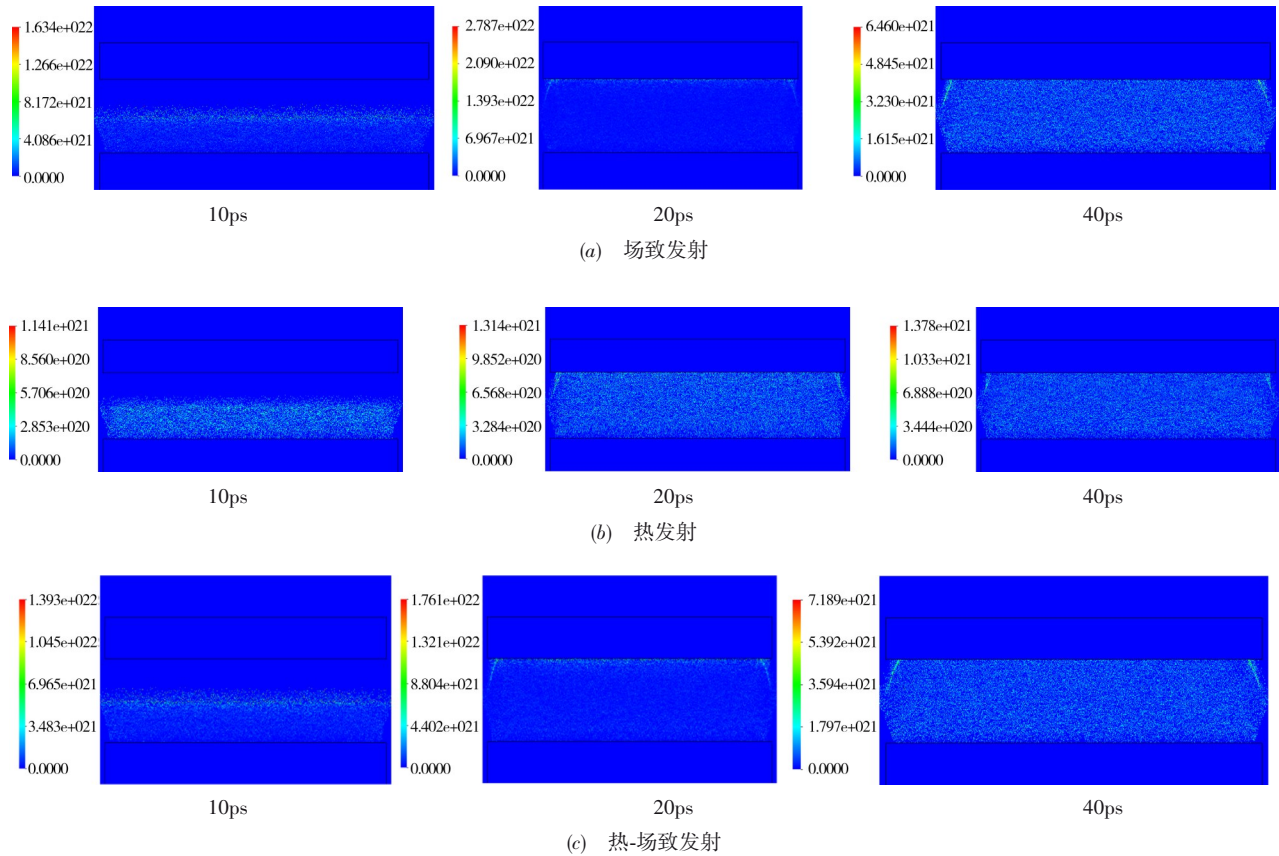 1.634e+022
1.266e+022
8.172e+021
4.086e+021
0.0000
10ps
2.787e+022
2.090e+022
1.393e+022
6.967e+021
0.0000
20ps
6.460e+021
4.845e+021
3.230e+021
1.615e+021
0.0000
40ps
(a) 场致发射
1.141e+021
8.560e+020
5.706e+020
2.853e+020
0.0000
10ps
1.314e+021
9.852e+020
6.568e+020
3.284e+020
0.0000
20ps
1.378e+021
1.033e+021
6.888e+020
3.444e+020
0.0000
40ps
(b) 热发射
1.393e+022
1.045e+022
6.965e+021
3.483e+021
0.0000
10ps
1.761e+022
1.321e+022
8.804e+021
4.402e+021
0.0000
20ps
7.189e+021
5.392e+021
3.594e+021
1.797e+021
0.0000
40ps
(c) 热-场致发射